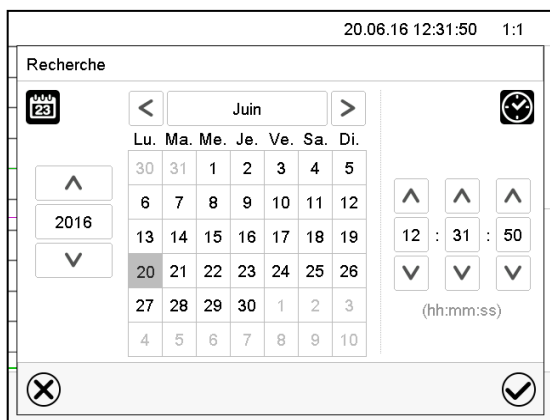 20.06.16 12:31:50 1:1
Recherche
23
< Juin >
Lu. Ma. Me. Je. Ve. Sa. Di.
30 31 1 2 3 4 5
6 7 8 9 10 11 12
2016
13 14 15 16 17 18 19
12 : 31 : 50
20 21 22 23 24 25 26
27 28 29 30 1 2 3
(hh:mm:ss)
4 5 6 7 8 9 10